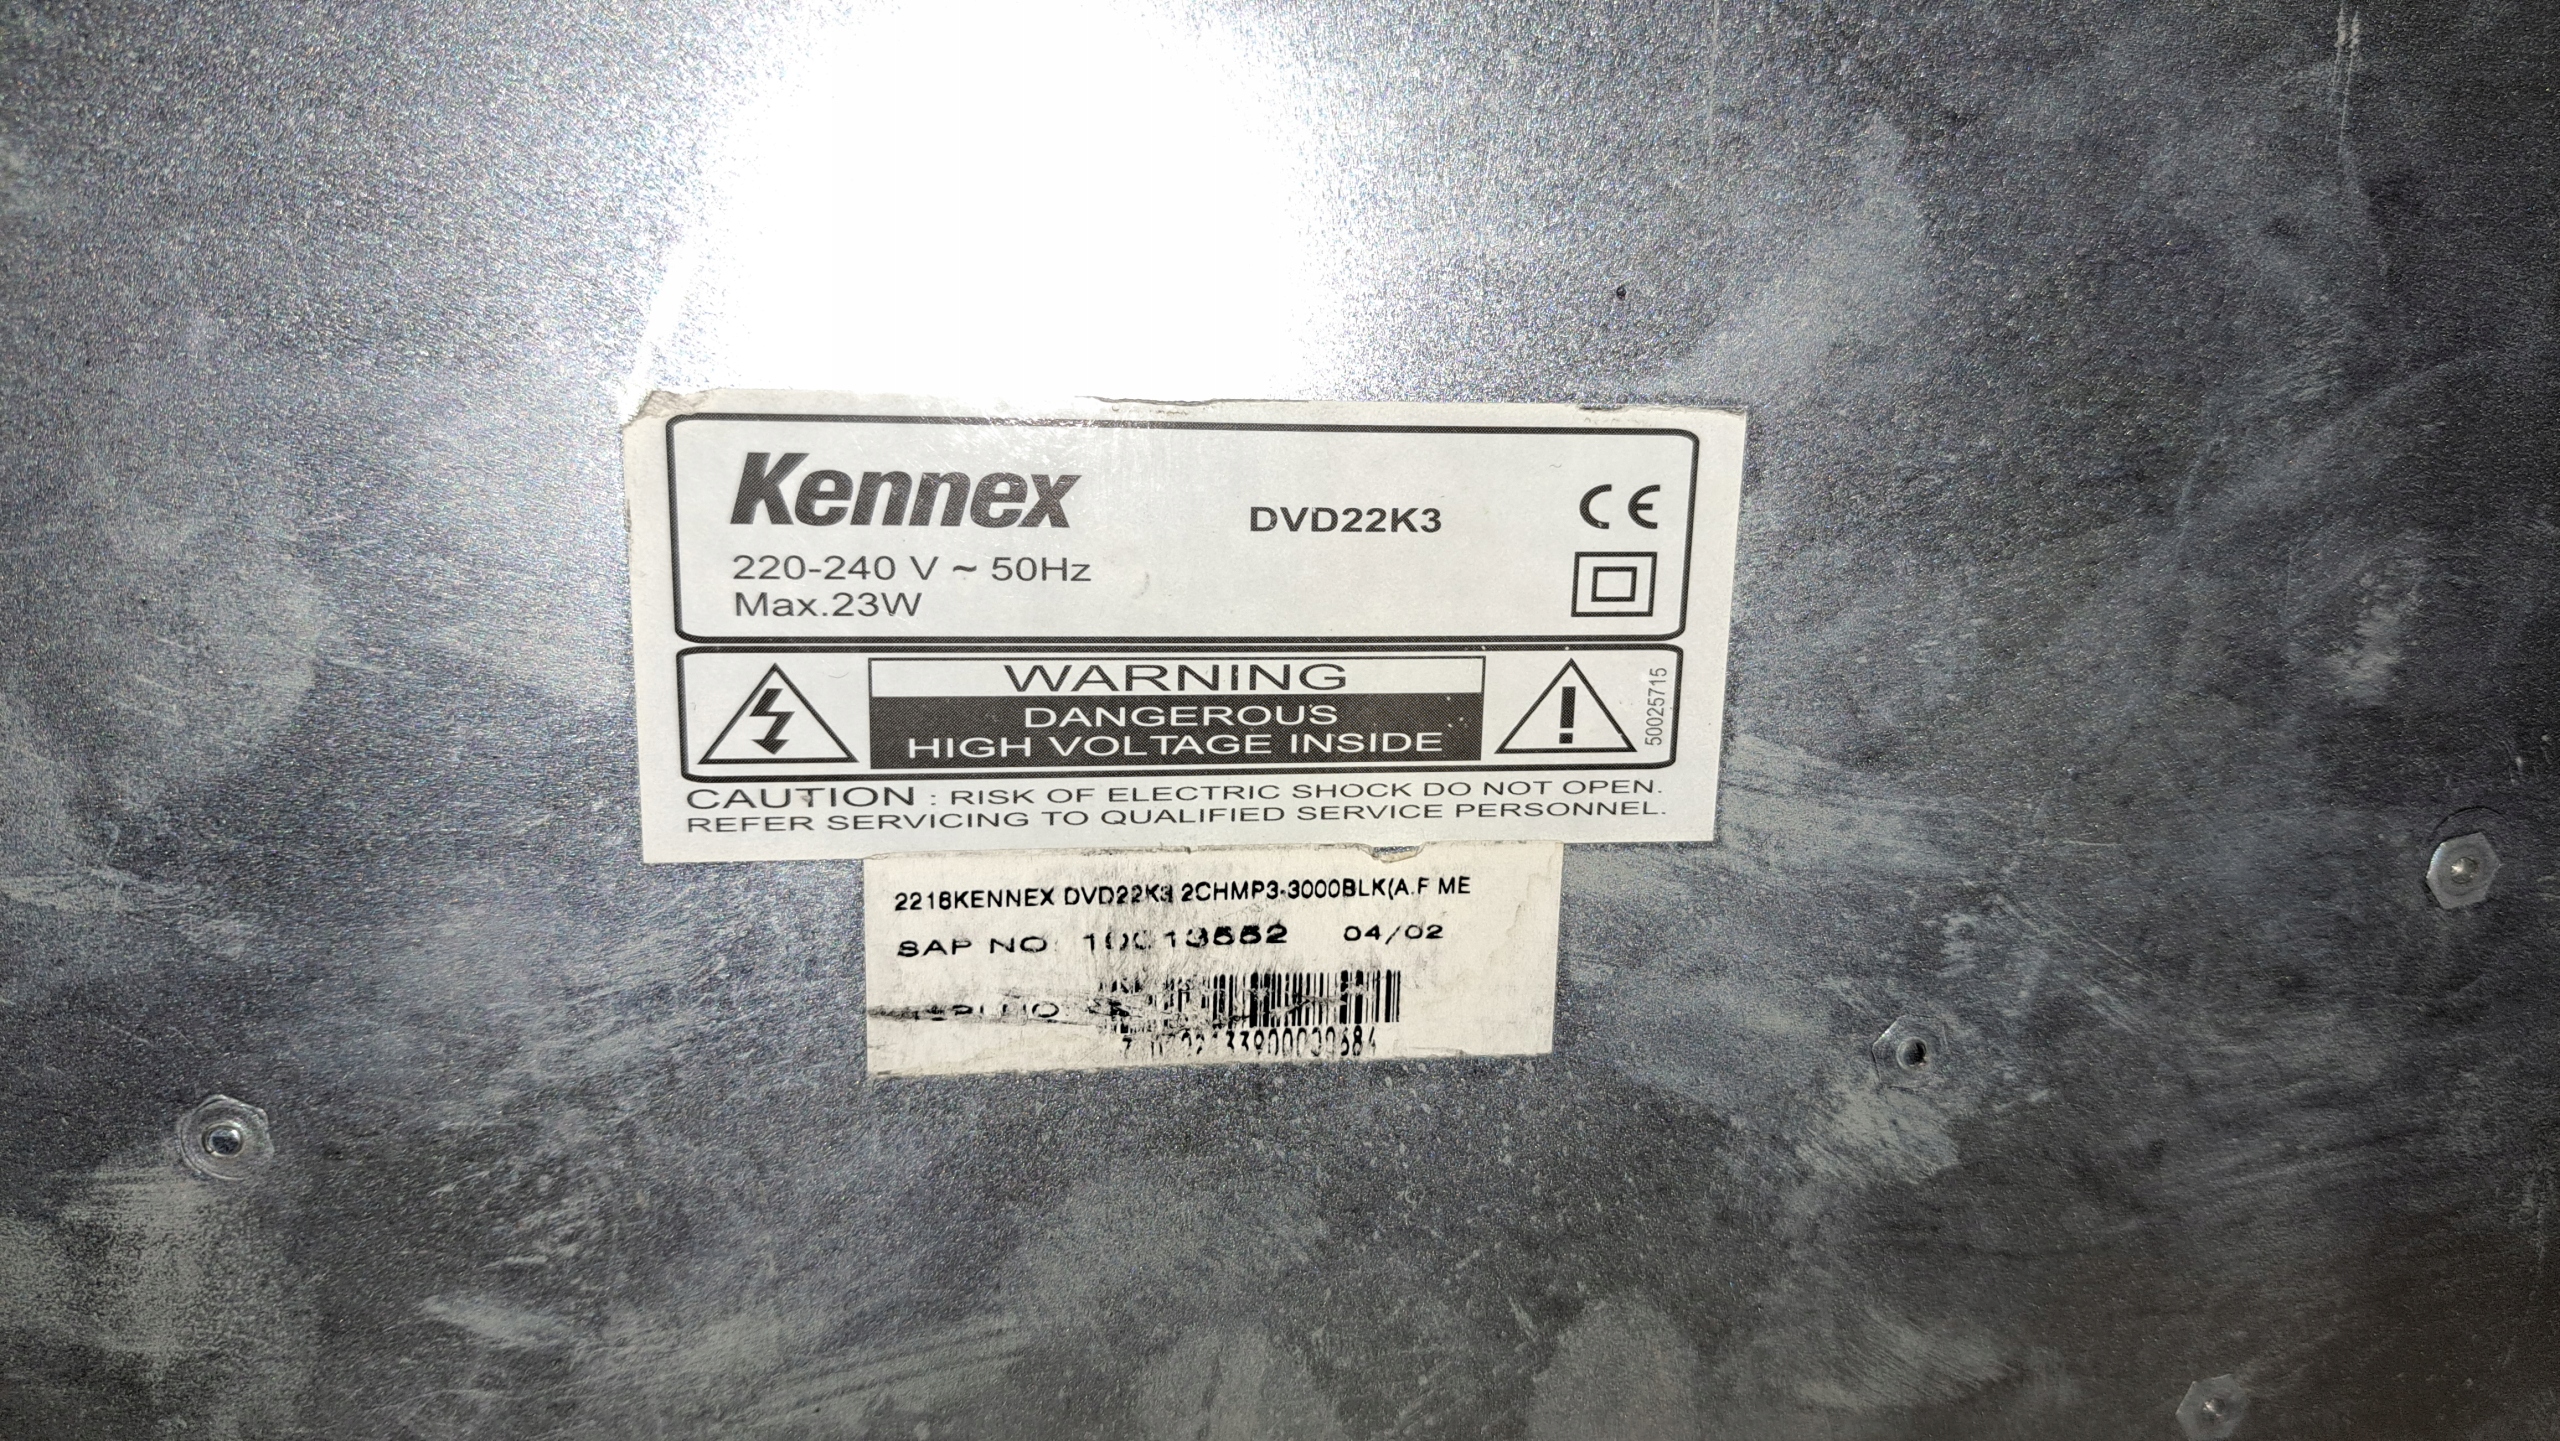 Kennex
DVD22K3
CE
220-240 V ~ 50Hz
Max.23W
WARNING
DANGEROUS
HIGH VOLTAGE INSIDE
50025715
CAUTION : RISK OF ELECTRIC SHOCK DO NOT OPEN.
REFER SERVICING TO QUALIFIED SERVICE PERSONNEL.
2218KENNEX DVD22K3 2CHMP3-3000BLK(A.F ME
SAP NO 04/02